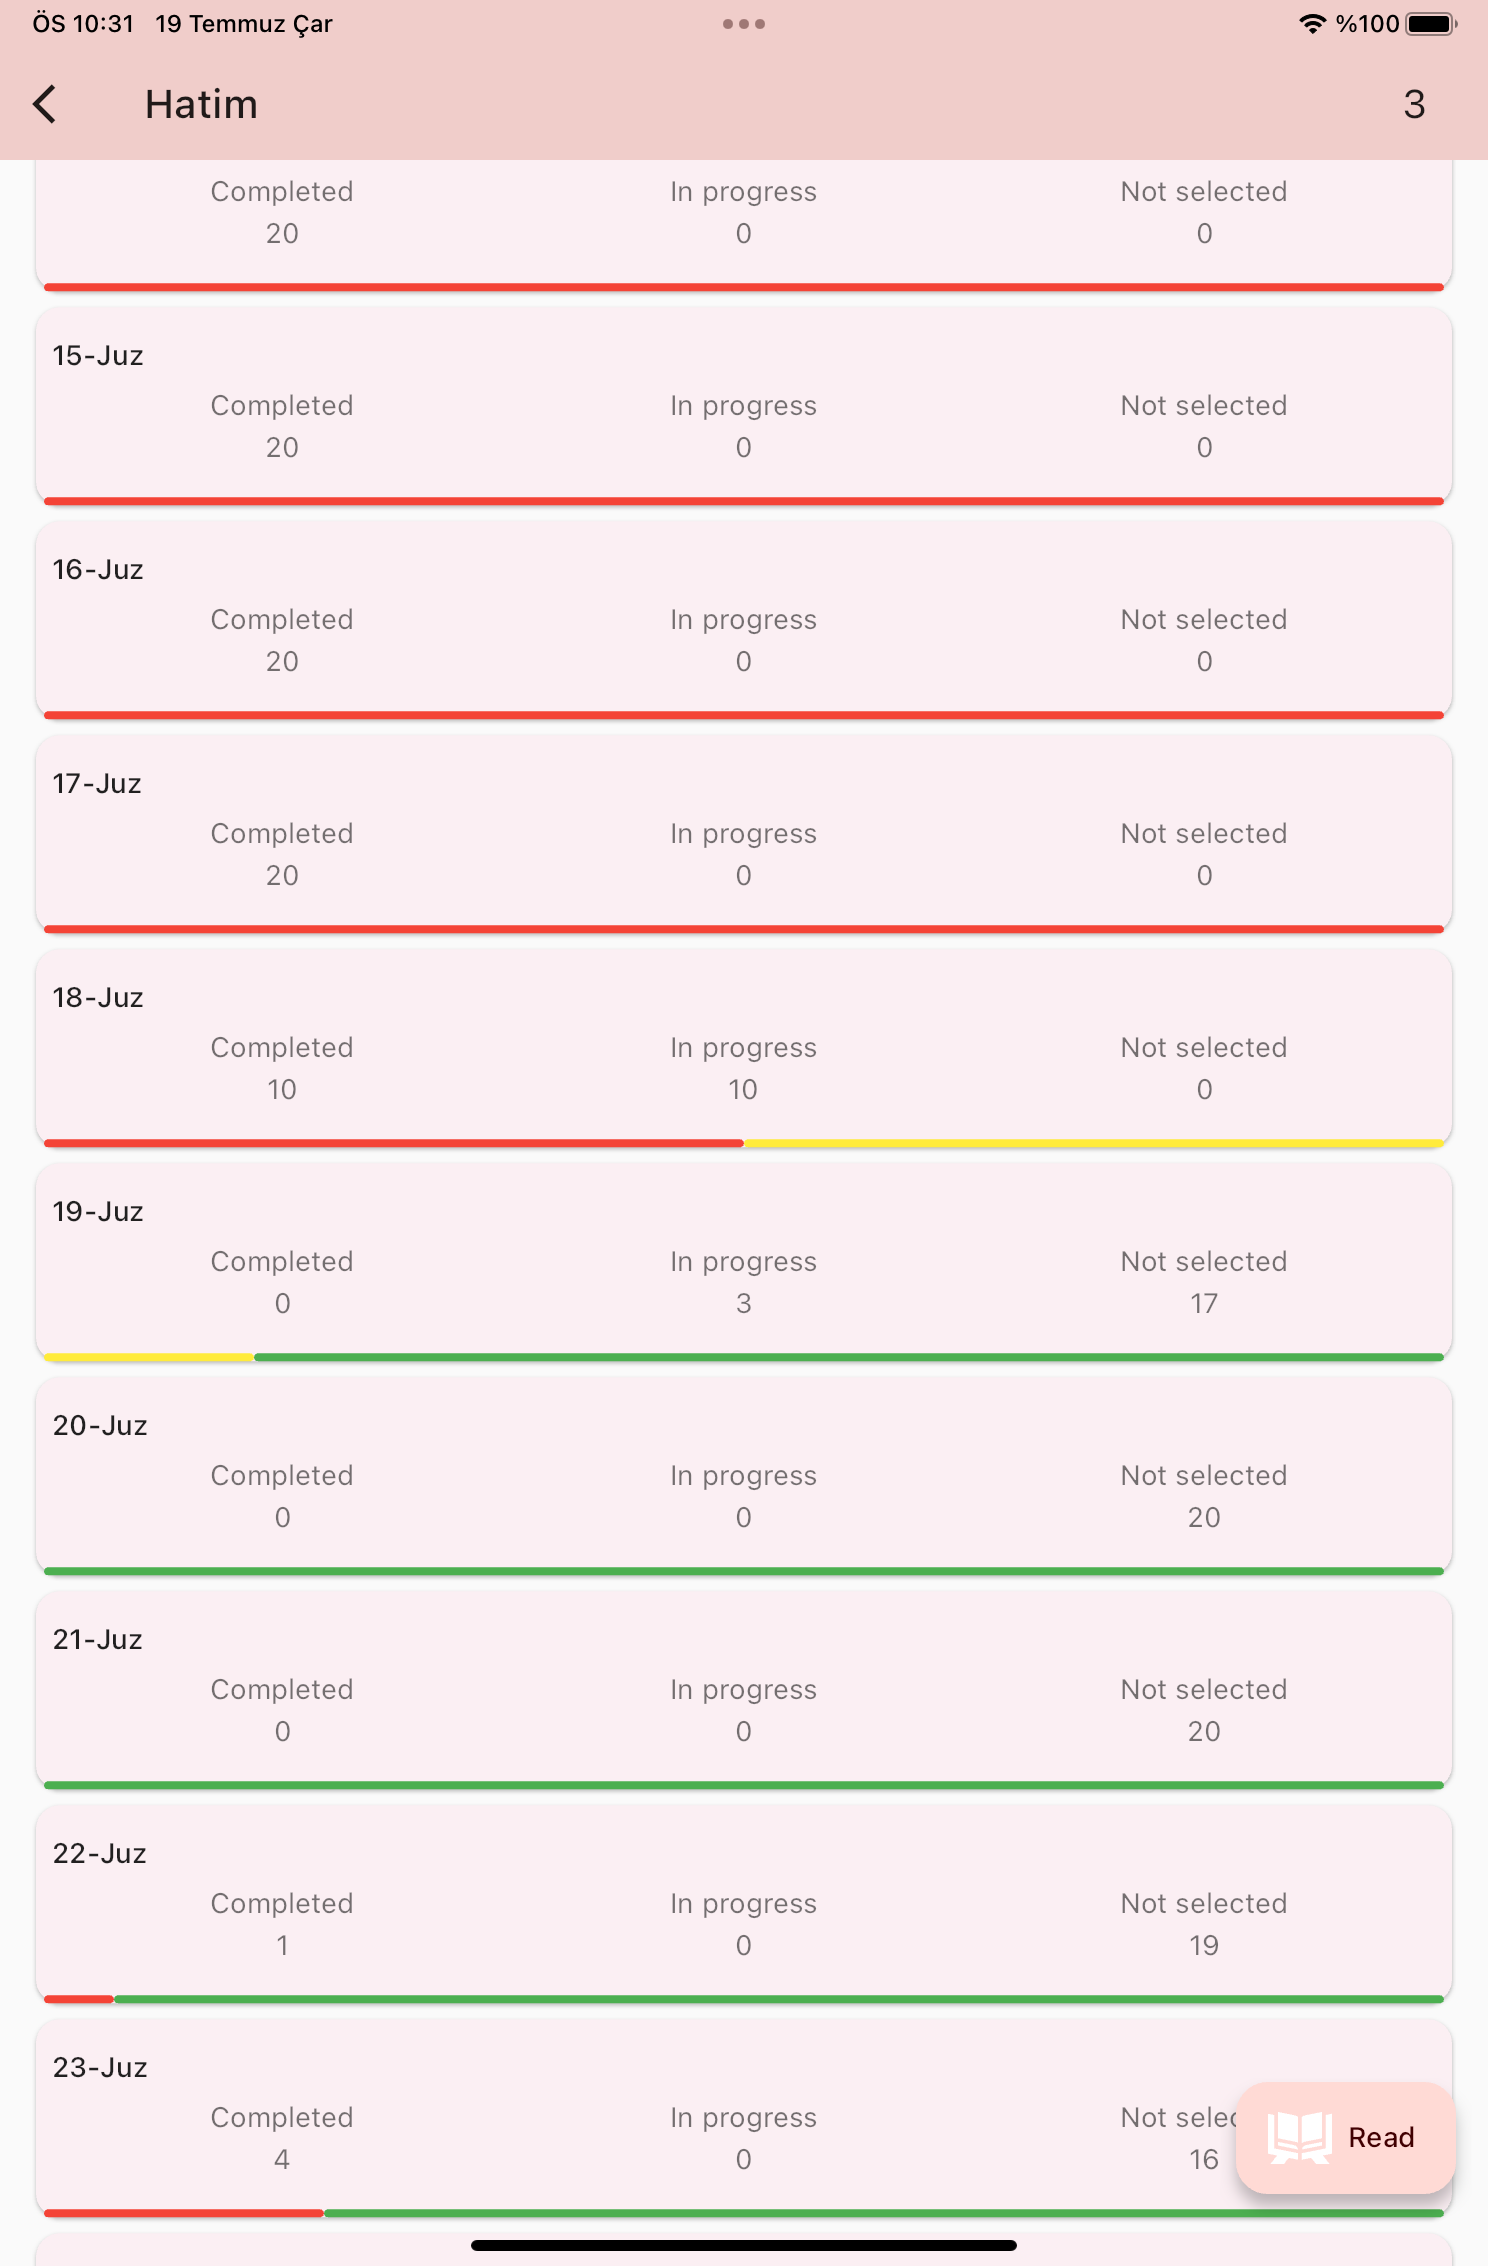 ÖS 10:31 19 Temmuz Çar %100
Hatim 3
Completed In progress Not selected
20 0 0
15-Juz
Completed In progress Not selected
20 0 0
16-Juz
Completed In progress Not selected
20 0 0
17-Juz
Completed In progress Not selected
20 0 0
18-Juz
Completed In progress Not selected
10 10 0
19-Juz
Completed In progress Not selected
0 3 17
20-Juz
Completed In progress Not selected
0 0 20
21-Juz
Completed In progress Not selected
0 0 20
22-Juz
Completed In progress Not selected
1 0 19
23-Juz
Completed In progress Not selec
4 0 16
Read